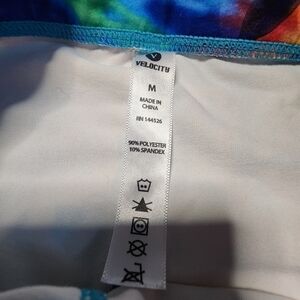 VELOCITY
M
MADE IN
CHINA
RN 144526
90% POLYESTER
10% SPANDEX